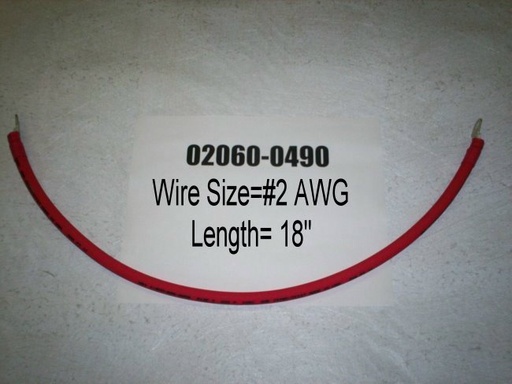 02060-0490
Wire Size=#2 AWG
Length= 18"